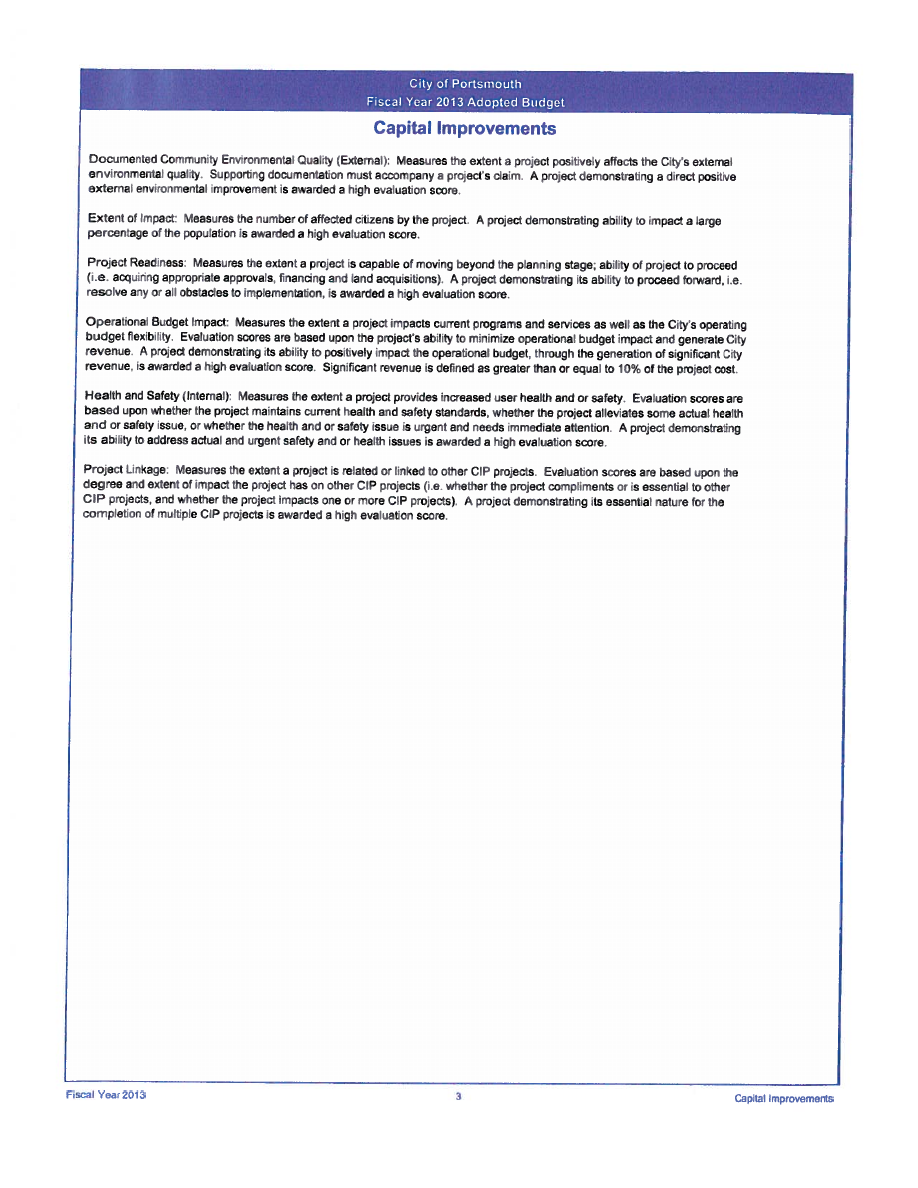 City of Portsmouth
Fiscal Year 2013 Adopted Budget
Capital Improvements
Documented Community Environmental Quality (External): Measures the extent a project positively affects the City's external
environmental quality. Supporting documentation must accompany a project's claim. A project demonstrating a direct positive
external environmental improvement is awarded a high evaluation score.
Extent of Impact: Measures the number of affected citizens by the project. A project demonstrating ability to impact a large
percentage of the population is awarded a high evaluation score.
Project Readiness: Measures the extent a project is capable of moving beyond the planning stage; ability of project to proceed
(i.e. acquiring appropriate approvals, financing and land acquisitions). A project demonstrating its ability to proceed forward, i.e.
resolve any or all obstacles to implementation, is awarded a high evaluation score.
Operational Budget Impact: Measures the extent a project impacts current programs and services as well as the City's operating
budget flexibility. Evaluation scores are based upon the project's ability to minimize operational budget impact and generate City
revenue. A project demonstrating its ability to positively impact the operational budget, through the generation of significant City
revenue, is awarded a high evaluation score. Significant revenue is defined as greater than or equal to 10% of the project cost.
Health and Safety (Internal): Measures the extent a project provides increased user health and or safety. Evaluation scores are
based upon whether the project maintains current health and safety standards, whether the project alleviates some actual health
and or safety issue, or whether the health and or safety issue is urgent and needs immediate attention. A project demonstrating
its ability to address actual and urgent safety and or health issues is awarded a high evaluation score.
Project Linkage: Measures the extent a project is related or linked to other CIP projects. Evaluation scores are based upon the
degree and extent of impact the project has on other CIP projects (i.e. whether the project compliments or is essential to other
CIP projects, and whether the project impacts one or more CIP projects). A project demonstrating its essential nature for the
completion of multiple CIP projects is awarded a high evaluation score.
Fiscal Year 2013
3
Capital Improvements